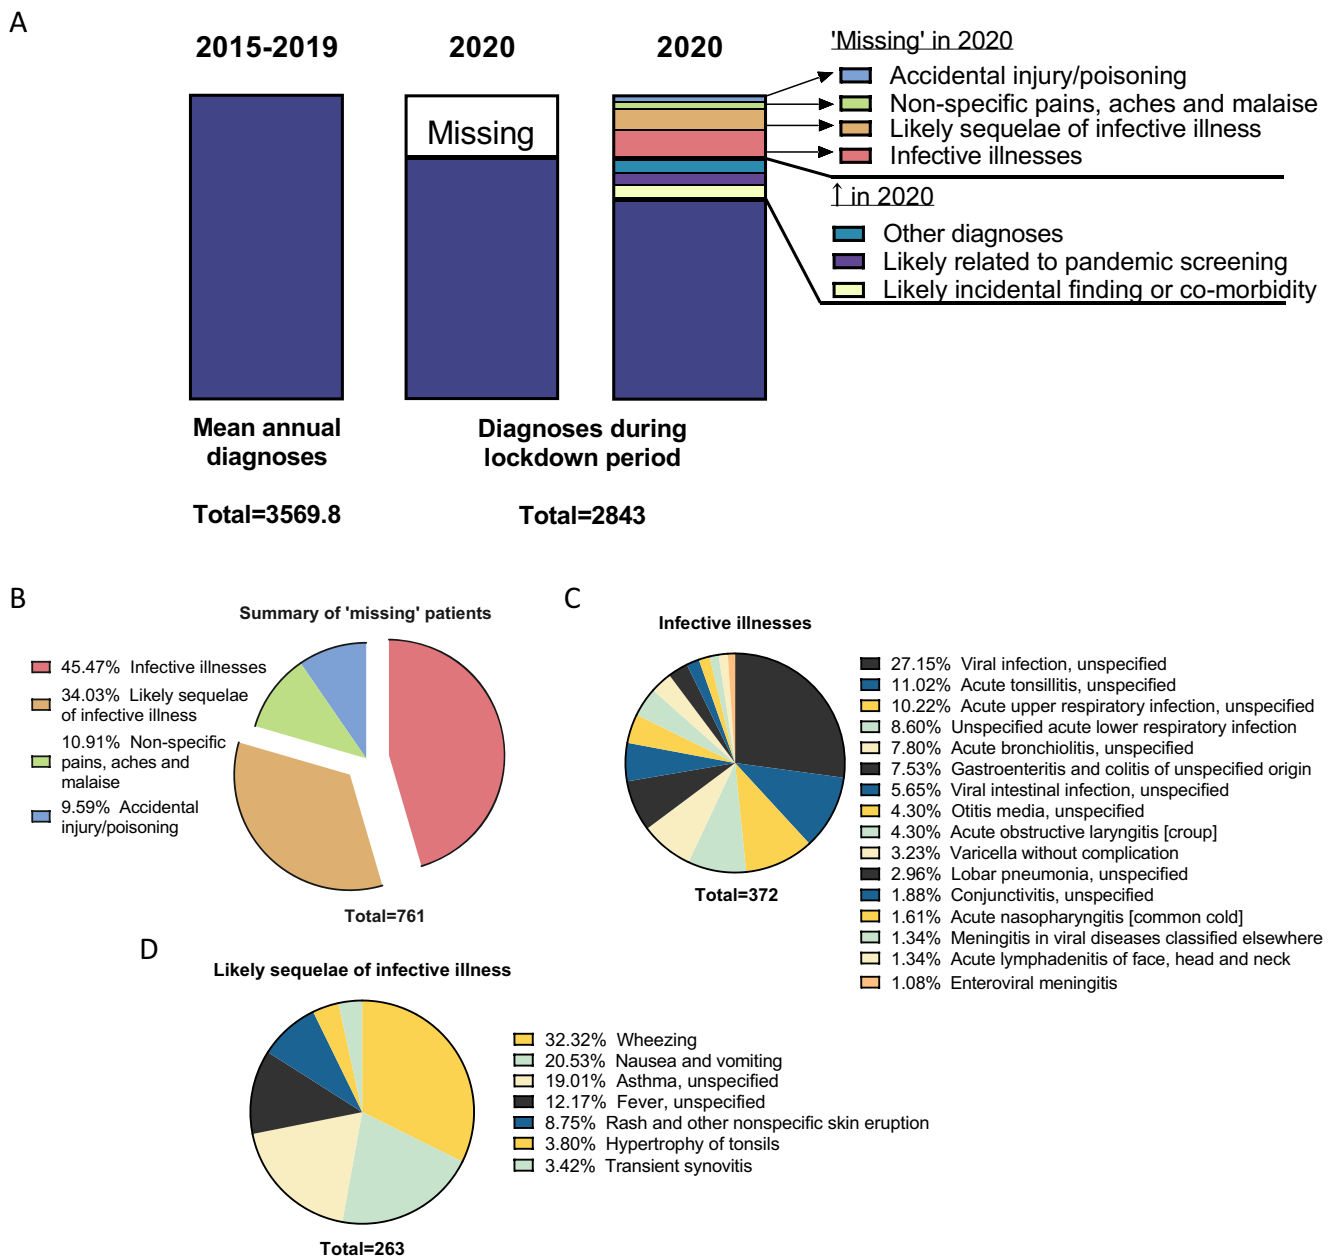 A
2015-2019
2020
2020
Missing
'Missing' in 2020
Accidental injury/poisoning
Non-specific pains, aches and malaise
Likely sequelae of infective illness
Infective illnesses
↑ in 2020
Other diagnoses
Likely related to pandemic screening
Likely incidental finding or co-morbidity
Mean annual
diagnoses
Diagnoses during
lockdown period
Total=3569.8
Total=2843
B
Summary of 'missing' patients
45.47% Infective illnesses
34.03% Likely sequelae
of infective illness
10.91% Non-specific
pains, aches and
malaise
9.59% Accidental
injury/poisoning
Total=761
C
Infective illnesses
27.15% Viral infection, unspecified
11.02% Acute tonsillitis, unspecified
10.22% Acute upper respiratory infection, unspecified
8.60% Unspecified acute lower respiratory infection
7.80% Acute bronchiolitis, unspecified
7.53% Gastroenteritis and colitis of unspecified origin
5.65% Viral intestinal infection, unspecified
4.30% Otitis media, unspecified
4.30% Acute obstructive laryngitis [croup]
3.23% Varicella without complication
2.96% Lobar pneumonia, unspecified
1.88% Conjunctivitis, unspecified
1.61% Acute nasopharyngitis [common cold]
1.34% Meningitis in viral diseases classified elsewhere
1.34% Acute lymphadenitis of face, head and neck
1.08% Enteroviral meningitis
Total=372
D
Likely sequelae of infective illness
32.32% Wheezing
20.53% Nausea and vomiting
19.01% Asthma, unspecified
12.17% Fever, unspecified
8.75% Rash and other nonspecific skin eruption
3.80% Hypertrophy of tonsils
3.42% Transient synovitis
Total=263